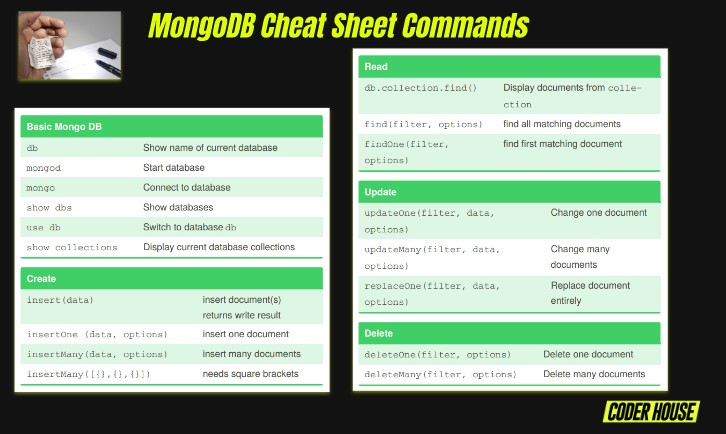 MongoDB Cheat Sheet Commands
Basic Mongo DB
db Show name of current database
mongod Start database
mongo Connect to database
show dbs Show databases
use db Switch to database db
show collections Display current database collections
Create
insert(data) insert document(s)
returns write result
insertOne (data, options) insert one document
insertMany(data, options) insert many documents
insertMany([{},{},{}]) needs square brackets
Read
db.collection.find() Display documents from colle-
ction
find(filter, options) find all matching documents
findOne(filter, find first matching document
options)
Update
updateOne(filter, data, Change one document
options)
updateMany(filter, data, Change many
options) documents
replaceOne(filter, data, Replace document
options) entirely
Delete
deleteOne(filter, options) Delete one document
deleteMany(filter, options) Delete many documents
CODER HOUSE